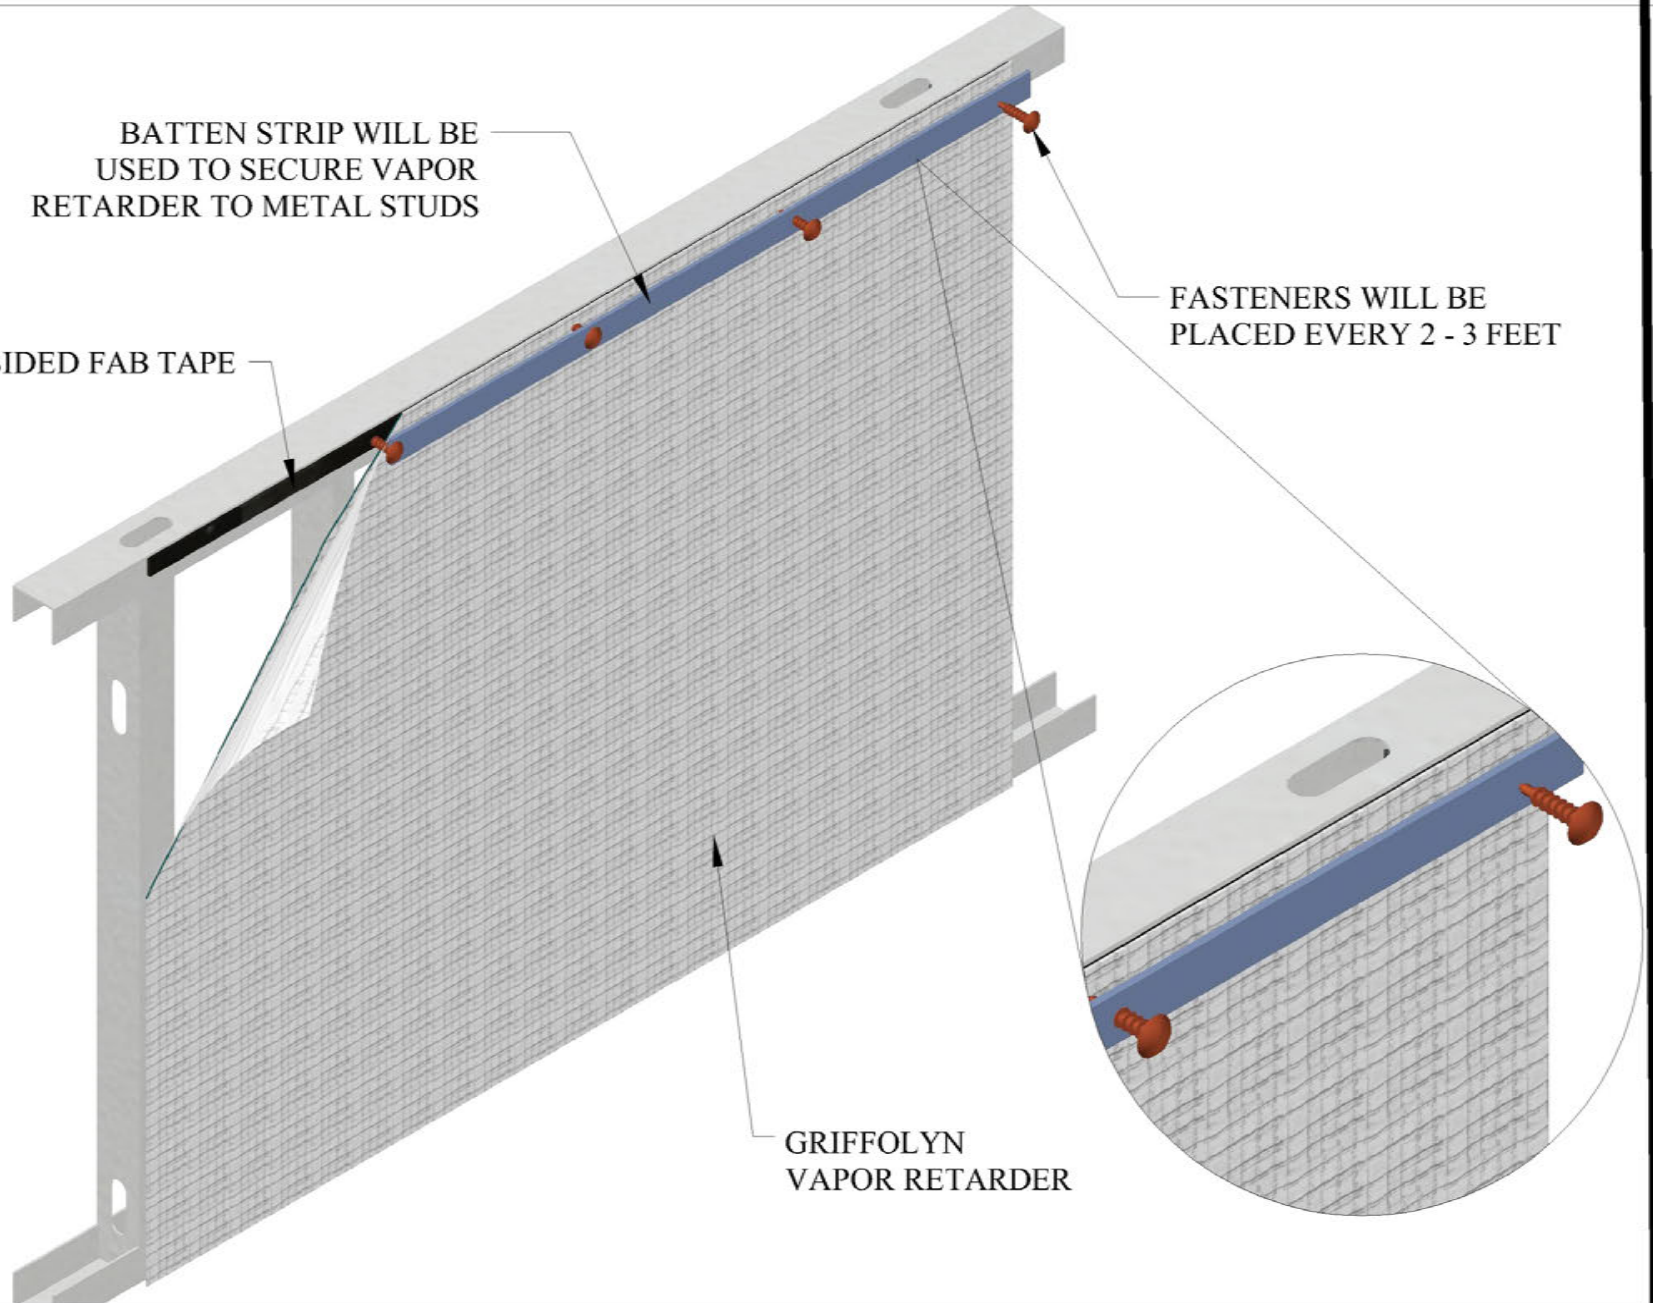 BATTEN STRIP WILL BE
USED TO SECURE VAPOR
RETARDER TO METAL STUDS
FASTENERS WILL BE
PLACED EVERY 2 - 3 FEET
FAB TAPE
GRIFFOLYN
VAPOR RETARDER